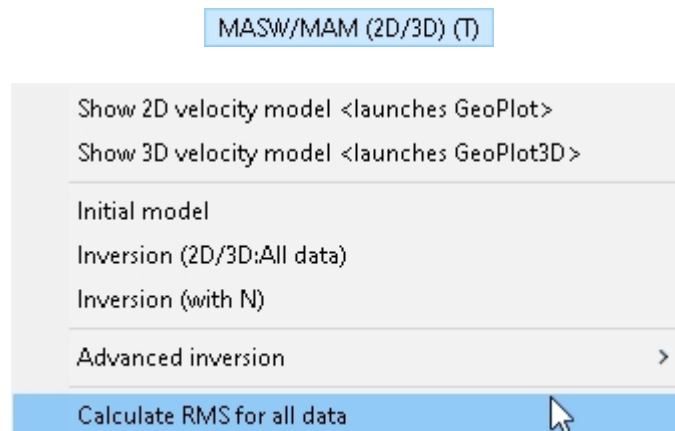 MASW/MAM (2D/3D) (T)
Show 2D velocity model <launches GeoPlot>
Show 3D velocity model <launches GeoPlot3D>
Initial model
Inversion (2D/3D:All data)
Inversion (with N)
Advanced inversion
Calculate RMS for all data